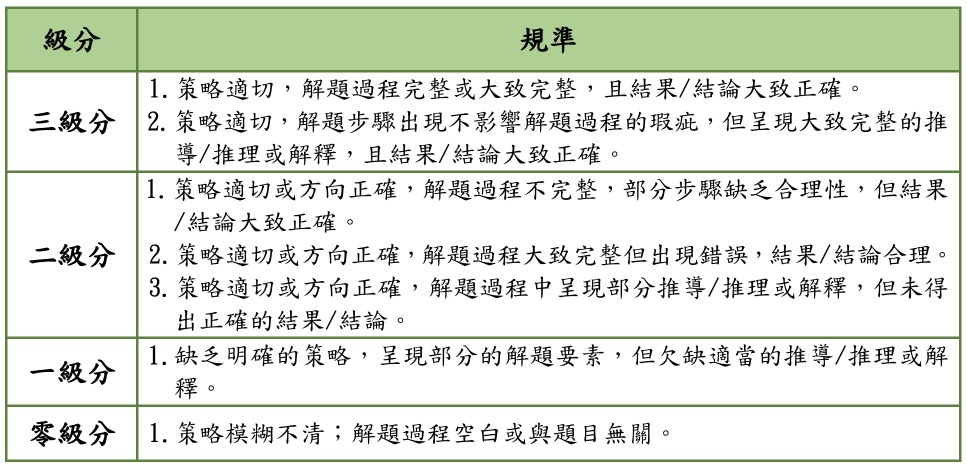 級分
規準
三級分
1. 策略適切，解題過程完整或大致完整，且結果/結論大致正確。
2. 策略適切，解題步驟出現不影響解題過程的瑕疵，但呈現大致完整的推
導/推理或解釋，且結果/結論大致正確。
二級分
1. 策略適切或方向正確，解題過程不完整，部分步驟缺乏合理性，但結果
/結論大致正確。
2. 策略適切或方向正確，解題過程大致完整但出現錯誤，結果/結論合理。
3. 策略適切或方向正確，解題過程中呈現部分推導/推理或解釋，但未得
出正確的結果/結論。
一級分
1. 缺乏明確的策略，呈現部分的解題要素，但欠缺適當的推導/推理或解
釋。
零級分
1. 策略模糊不清；解題過程空白或與題目無關。